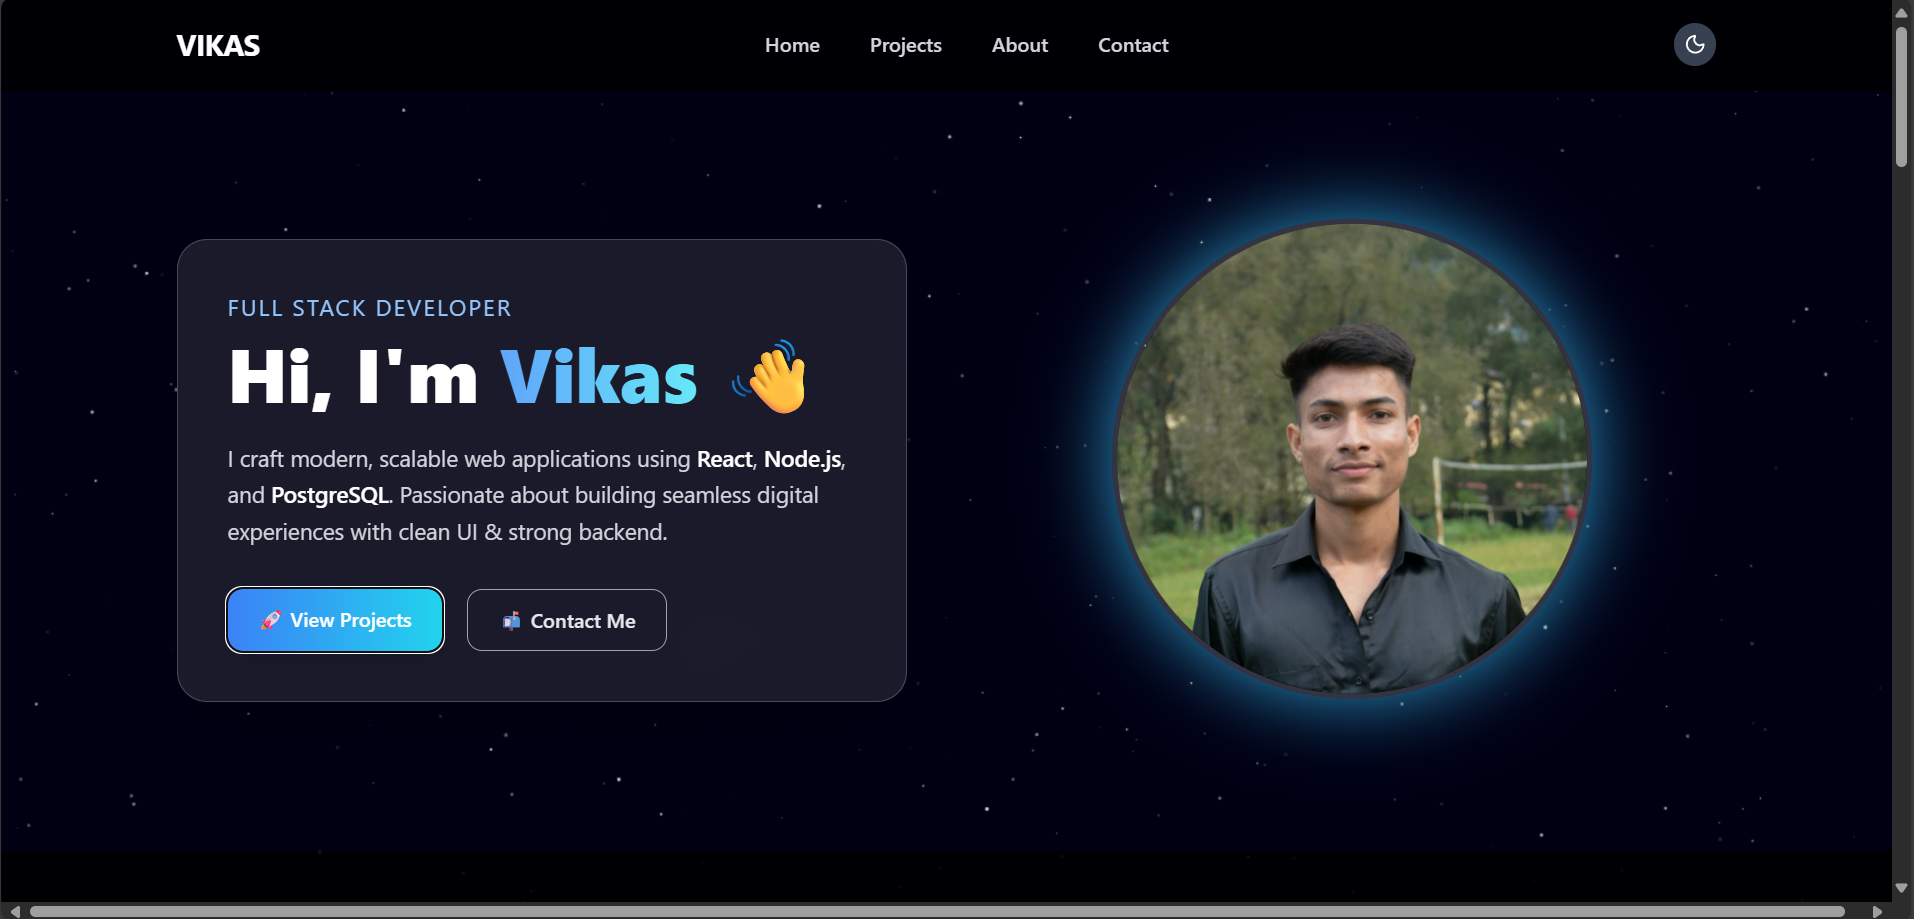 VIKAS
Home
Projects
About
Contact
FULL STACK DEVELOPER
Hi, I'm Vikas 👋
I craft modern, scalable web applications using React, Node.js,
and PostgreSQL. Passionate about building seamless digital
experiences with clean UI & strong backend.
🚀 View Projects
📬 Contact Me